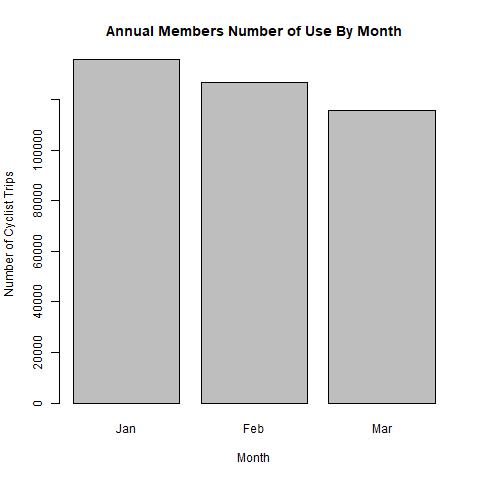 Annual Members Number of Use By Month
Number of Cyclist Trips
100000
80000
60000
40000
20000
0
Jan Feb Mar
Month